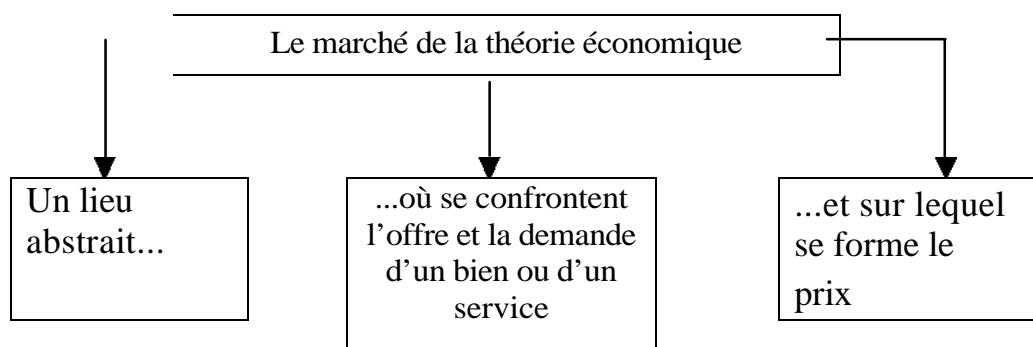 Le marché de la théorie économique
Un lieu
abstrait...
...où se confrontent
l’offre et la demande
d’un bien ou d’un
service
...et sur lequel
se forme le
prix